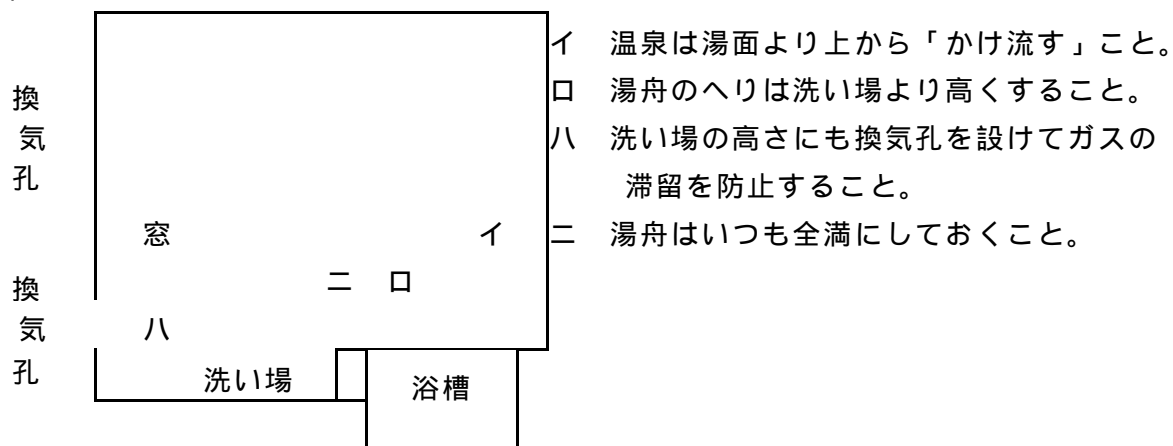 イ 温泉は湯面より上から「かけ流す」こと。
ロ 湯舟のへりは洗い場より高くすること。
ハ 洗い場の高さにも換気孔を設けてガスの
滞留を防止すること。
ニ 湯舟はいつも全満にしておくこと。
換気孔
窓
イ
ニ ロ
換気孔
ハ
洗い場
浴槽